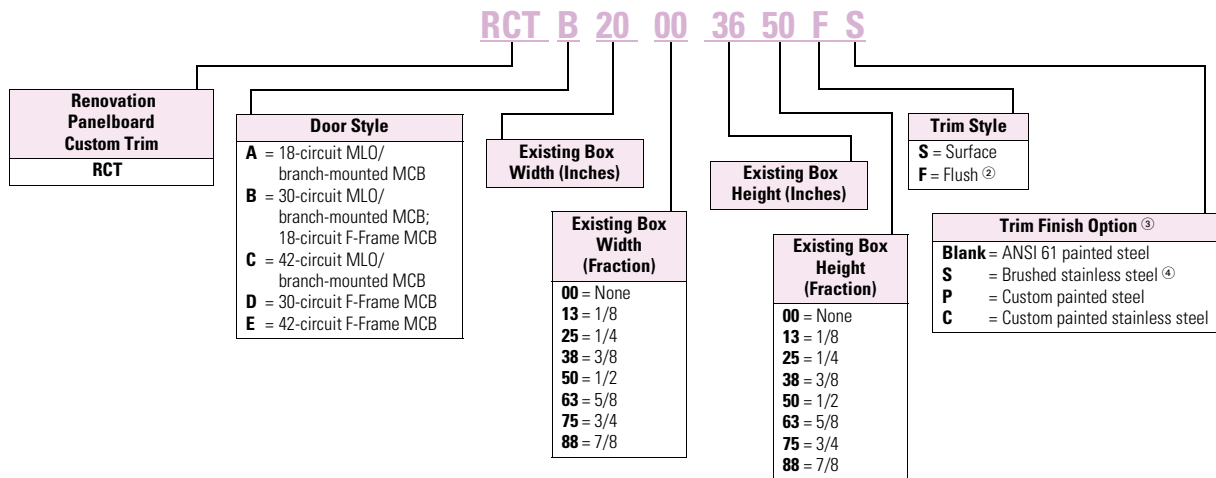 RCT B 20 00 36 50 F S
Renovation
Panelboard
Custom Trim
RCT
Door Style
A = 18-circuit MLO/
branch-mounted MCB
B = 30-circuit MLO/
branch-mounted MCB;
18-circuit F-Frame MCB
C = 42-circuit MLO/
branch-mounted MCB
D = 30-circuit F-Frame MCB
E = 42-circuit F-Frame MCB
Existing Box
Width (Inches)
Existing Box
Width
(Fraction)
00 = None
13 = 1/8
25 = 1/4
38 = 3/8
50 = 1/2
63 = 5/8
75 = 3/4
88 = 7/8
Existing Box
Height (Inches)
Existing Box
Height
(Fraction)
00 = None
13 = 1/8
25 = 1/4
38 = 3/8
50 = 1/2
63 = 5/8
75 = 3/4
88 = 7/8
Trim Style
S = Surface
F = Flush ②
Trim Finish Option ③
Blank = ANSI 61 painted steel
S = Brushed stainless steel ④
P = Custom painted steel
C = Custom painted stainless steel